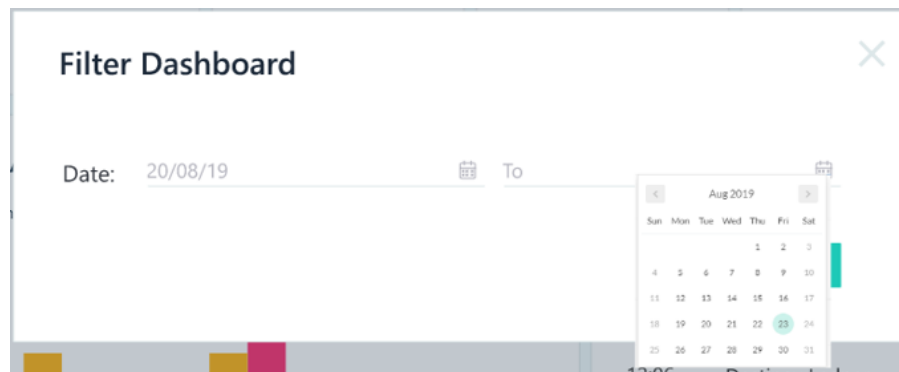 Filter Dashboard
Date: 20/08/19 To
< Aug 2019 >
Sun Mon Tue Wed Thu Fri Sat
1 2 3
4 5 6 7 8 9 10
11 12 13 14 15 16 17
18 19 20 21 22 23 24
25 26 27 28 29 30 31